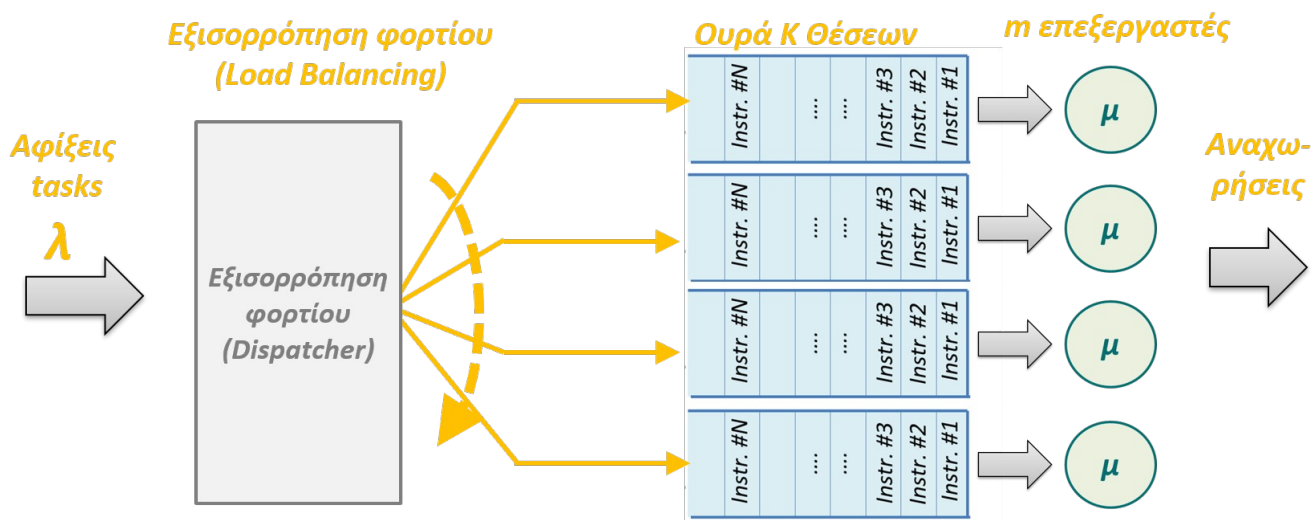 Εξισορρόπηση φορτίου
(Load Balancing)
Ουρά Κ Θέσεων
m επεξεργαστές
Αφίξεις
tasks
λ
Εξισορρόπηση
φορτίου
(Dispatcher)
Instr. #N
....
....
Instr. #3
Instr. #2
Instr. #1
μ
Instr. #N
....
....
Instr. #3
Instr. #2
Instr. #1
μ
Instr. #N
....
....
Instr. #3
Instr. #2
Instr. #1
μ
Instr. #N
....
....
Instr. #3
Instr. #2
Instr. #1
μ
Αναχω-
ρήσεις